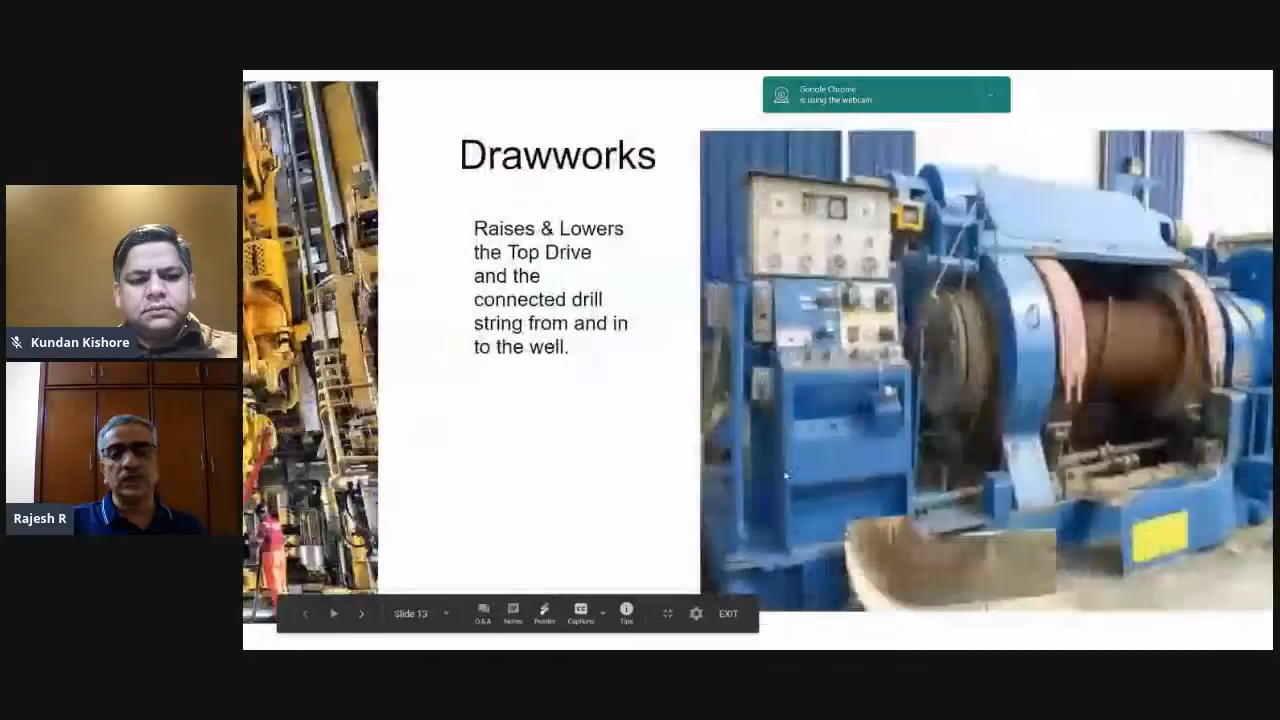 Google Chrome
is using the webcam
Drawworks
Raises & Lowers
the Top Drive
and the
connected drill
string from and in
to the well.
Kundan Kishore
Rajesh R
Slide 13
Q&A
Notes
Pointer
Captions
Tips
EXIT